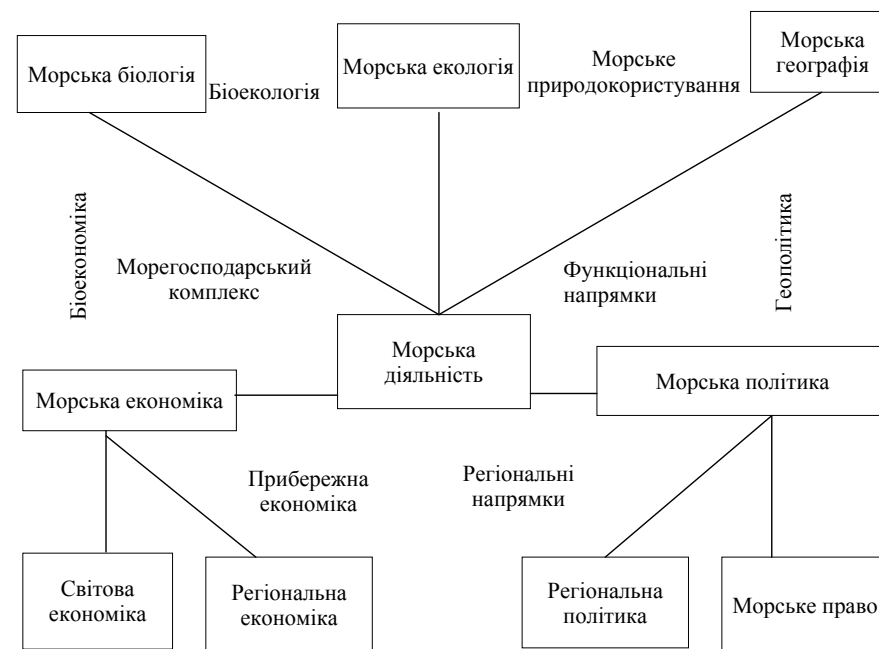 Морська біологія
Біоекологія
Морська екологія
Морське
природокористування
Морська
географія
Біоекономіка
Морегосподарський
комплекс
Функціональні
напрямки
Геополітика
Морська
діяльність
Морська економіка
Морська політика
Прибережна
економіка
Регіональні
напрямки
Світова
економіка
Регіональна
економіка
Регіональна
політика
Морське право